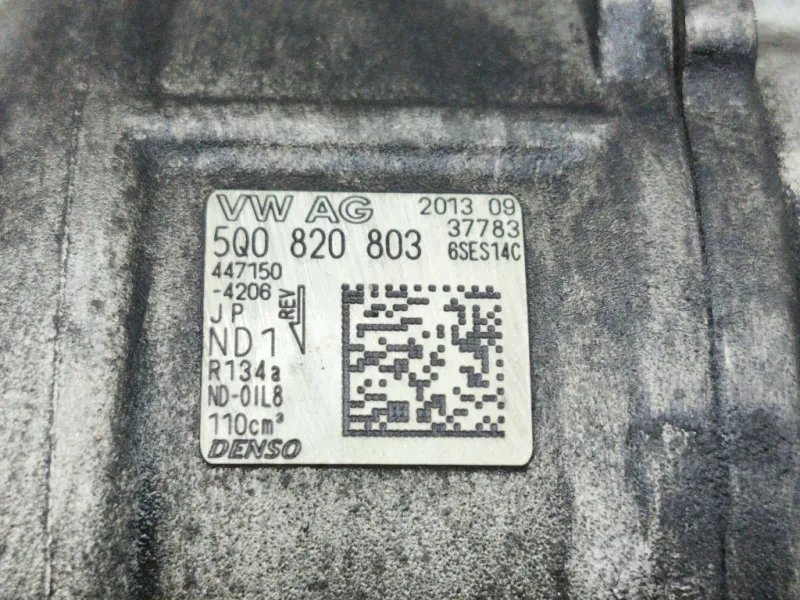 VW AG 2013 09
37783
5Q0 820 803 6SES14C
447150
-4206
JP REV
ND1
R134a
ND-OIL8
110cm³
DENSO